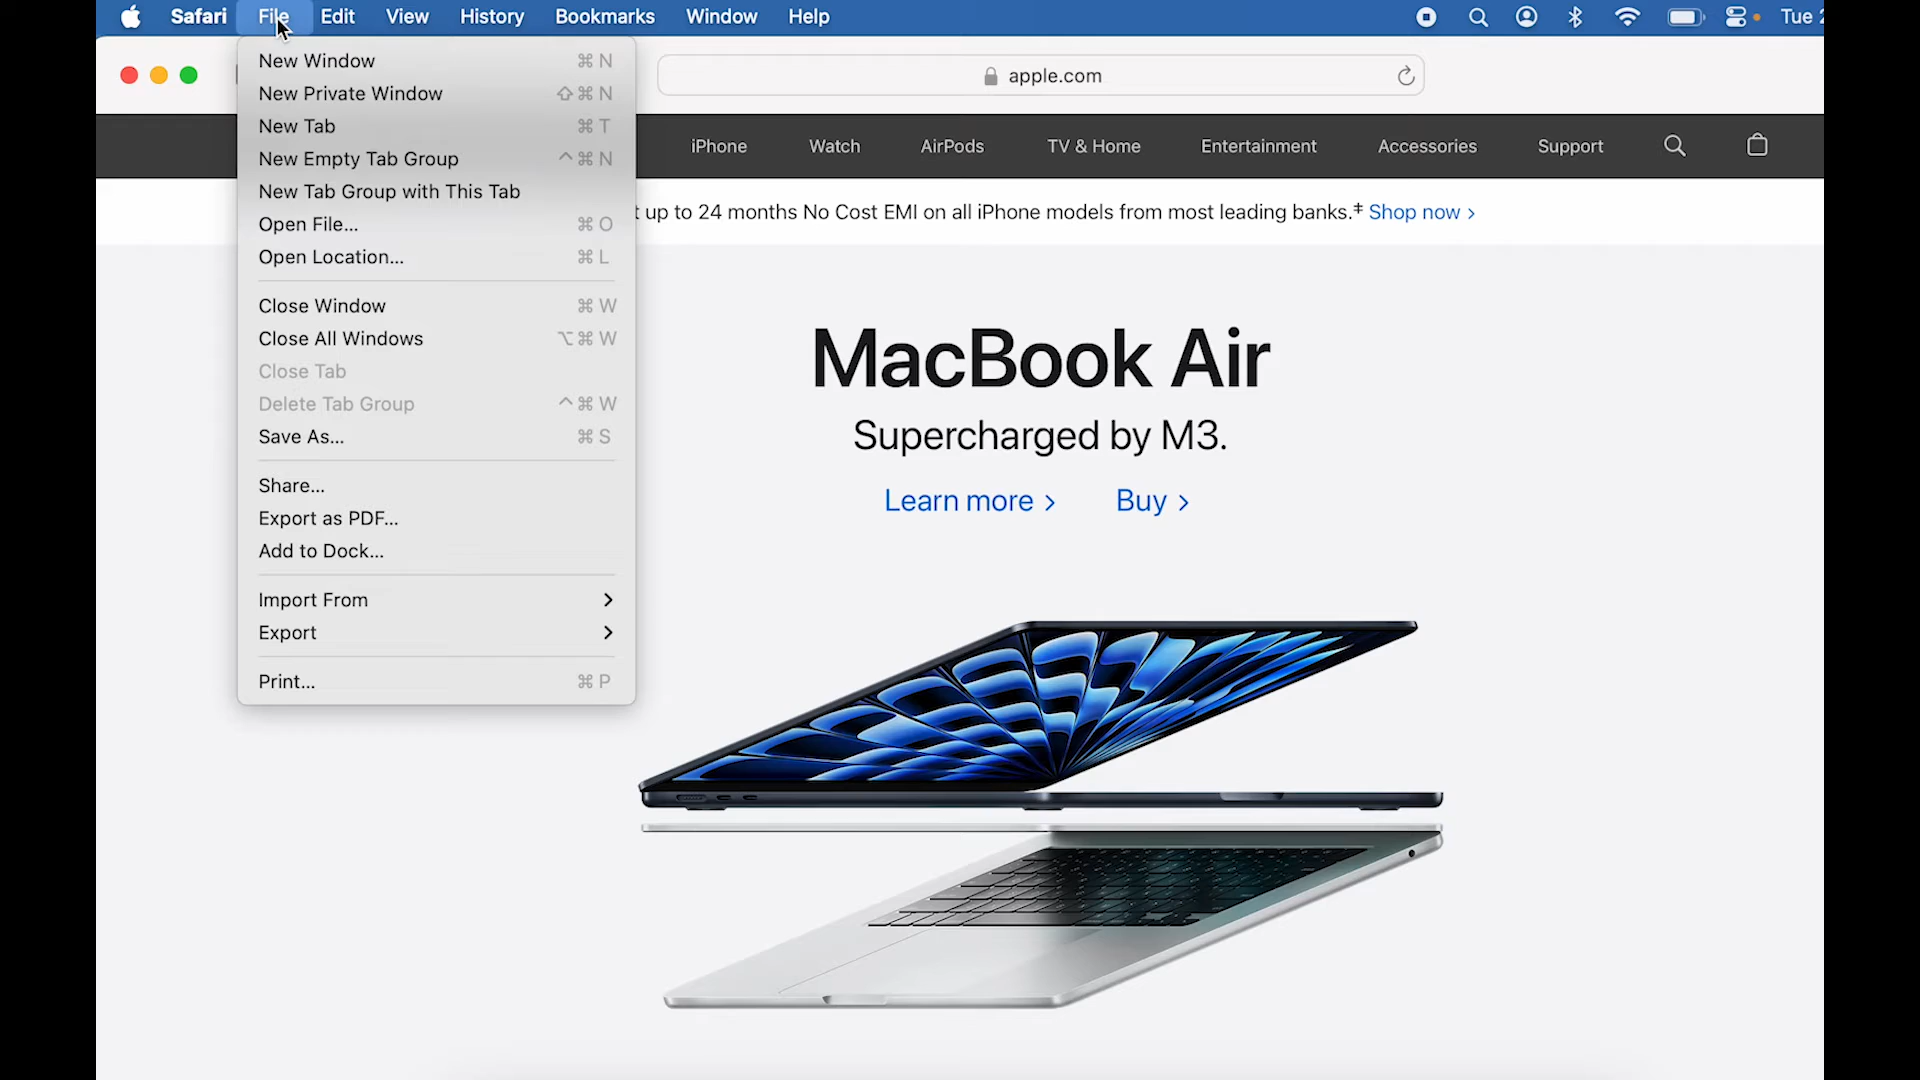 Safari File Edit View History Bookmarks Window Help Tue
apple.com
New Window ⌘ N
New Private Window ⇧ ⌘ N
New Tab ⌘ T
New Empty Tab Group ^ ⌘ N
New Tab Group with This Tab
Open File... ⌘ O
Open Location... ⌘ L
Close Window ⌘ W
Close All Windows ⌥ ⌘ W
Close Tab
Delete Tab Group ^ ⌘ W
Save As... ⌘ S
Share...
Export as PDF...
Add to Dock...
Import From >
Export >
Print... ⌘ P
iPhone Watch AirPods TV & Home Entertainment Accessories Support
up to 24 months No Cost EMI on all iPhone models from most leading banks.‡ Shop now >
MacBook Air
Supercharged by M3.
Learn more > Buy >